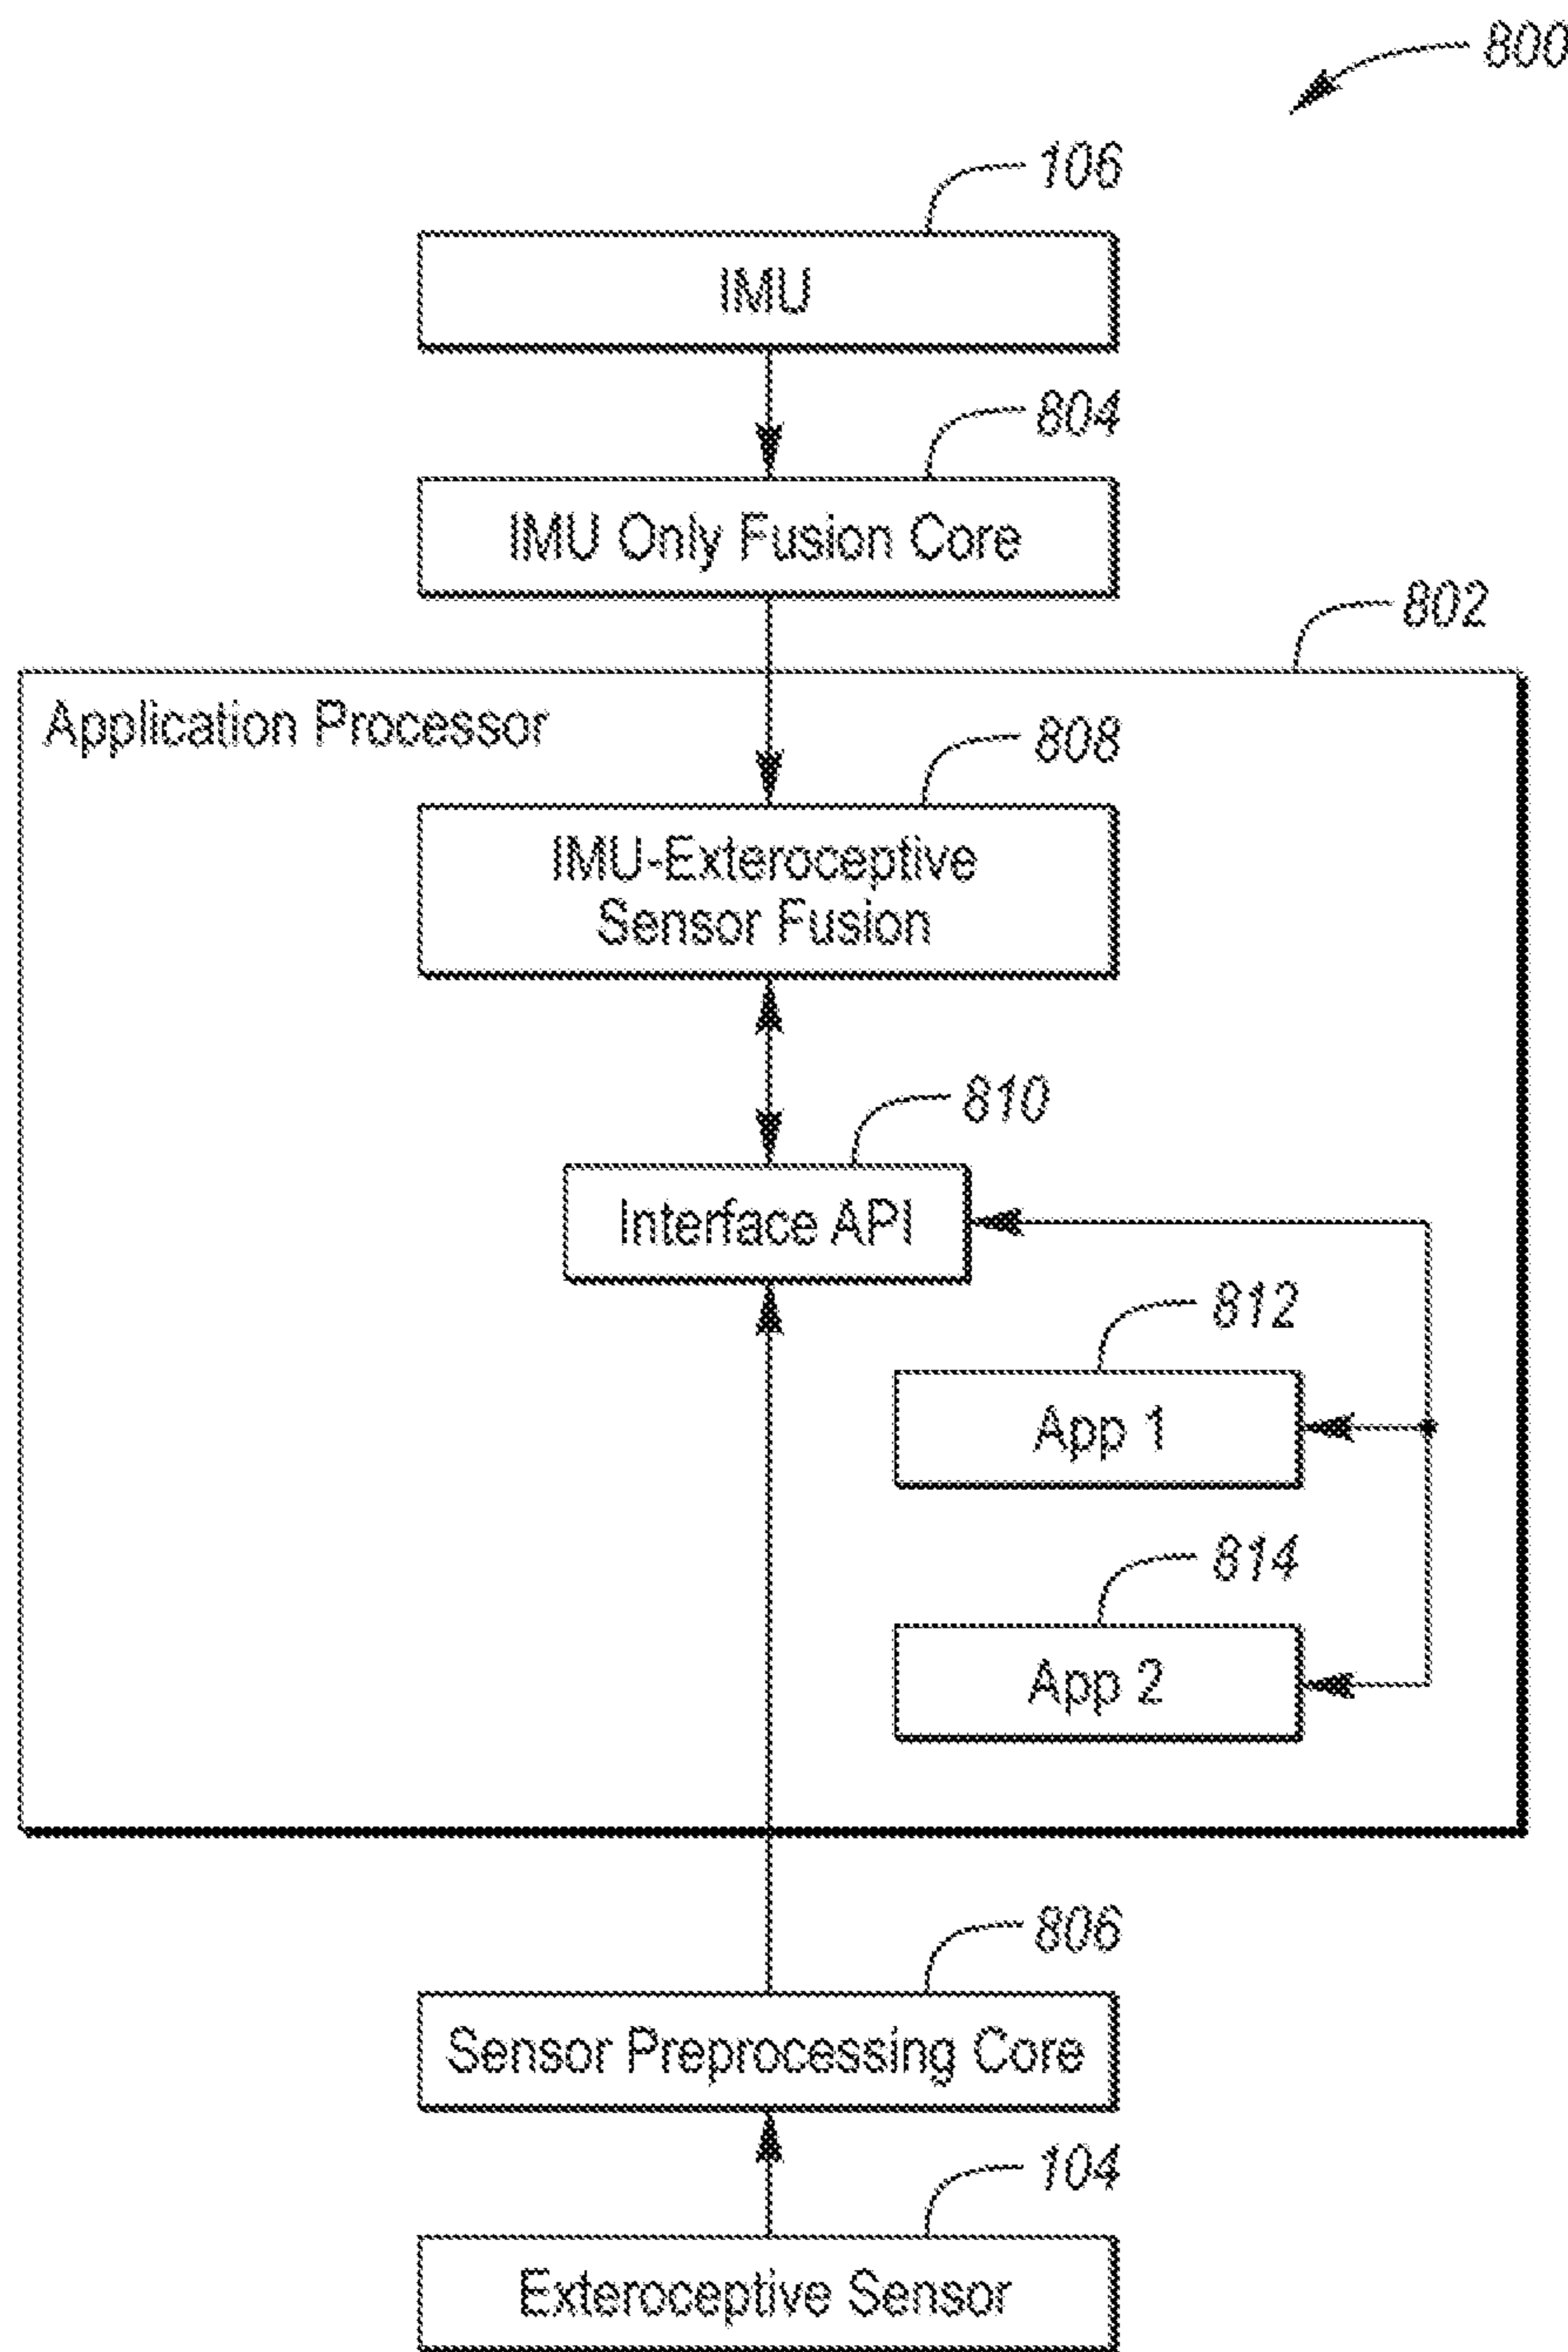 800
106
IMU
804
IMU Only Fusion Core
802
Application Processor
808
IMU-Exteroceptive
Sensor Fusion
810
Interface API
812
App 1
814
App 2
806
Sensor Preprocessing Core
104
Exteroceptive Sensor